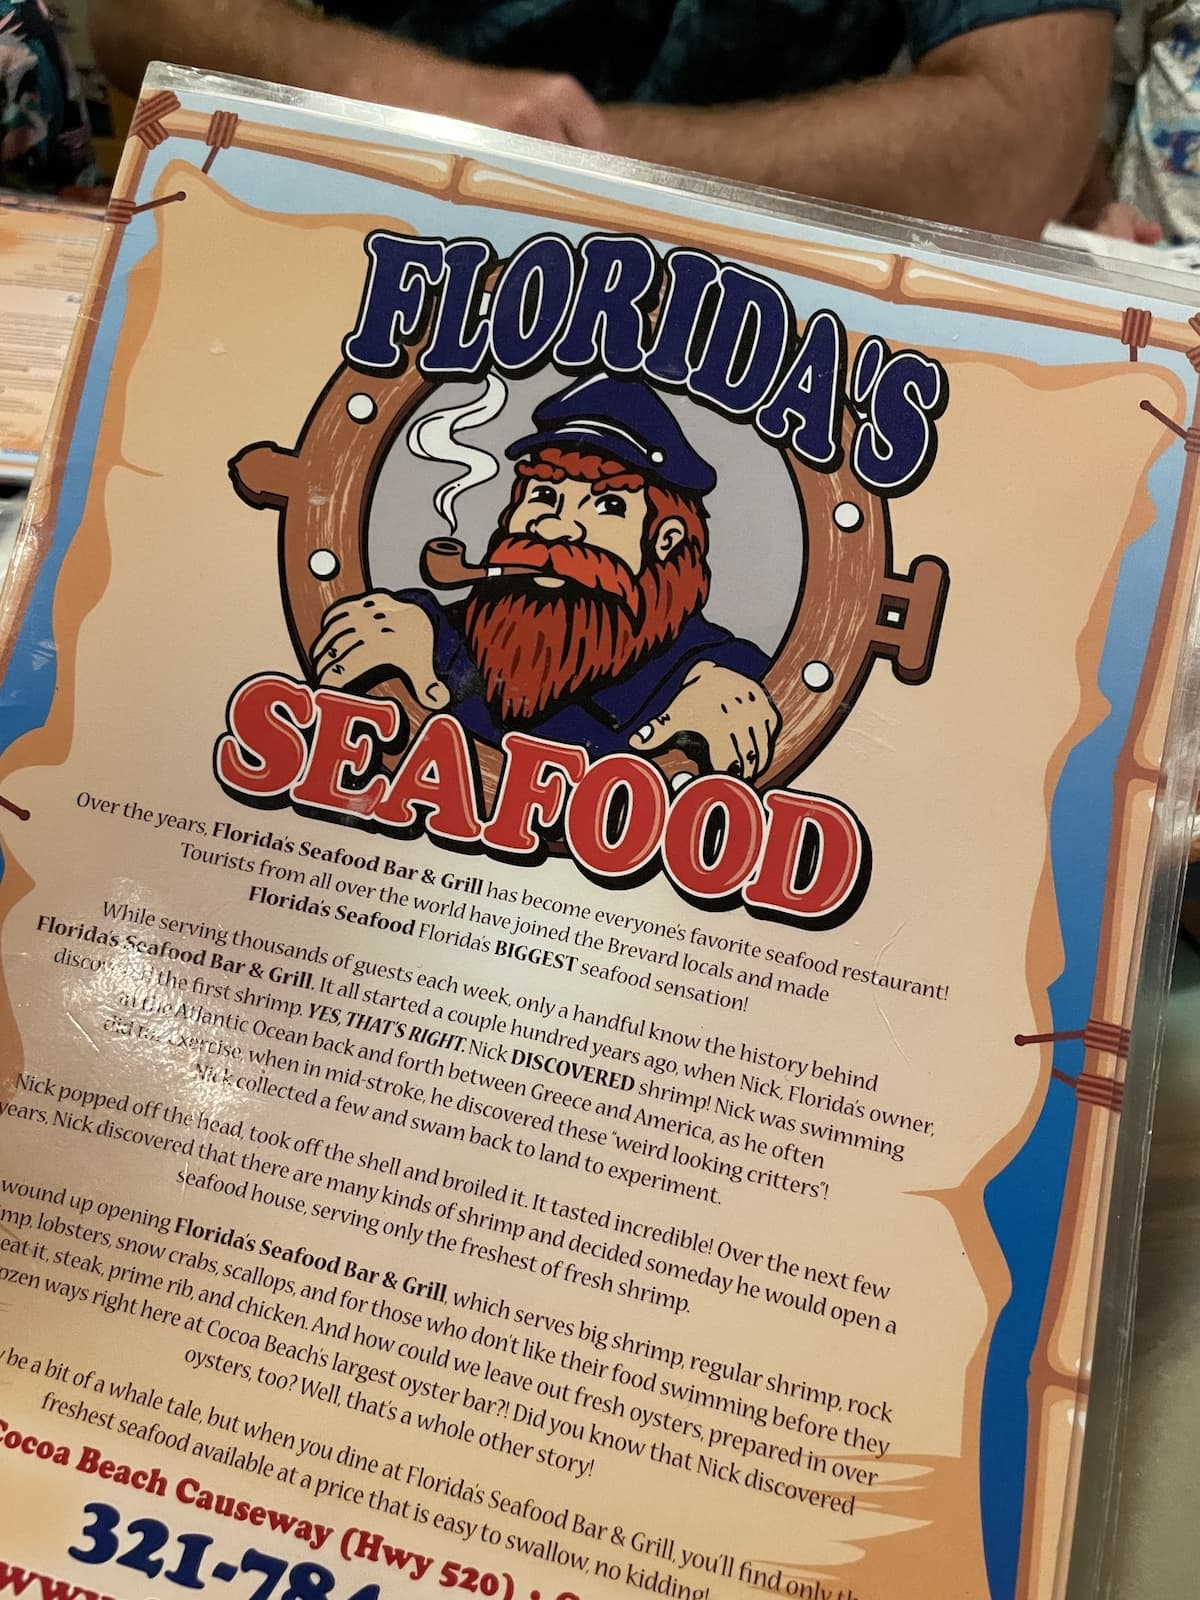 FLORIDA'S
SEAFOOD
Over the years, Florida's Seafood Bar & Grill has become everyone's favorite seafood restaurant!
Tourists from all over the world have joined the Brevard locals and made
Florida's Seafood Florida's BIGGEST seafood sensation!
While serving thousands of guests each week, only a handful know the history behind
Florida's Seafood Bar & Grill. It all started a couple hundred years ago, when Nick, Florida's owner,
discovered the first shrimp. YES, THAT'S RIGHT. Nick DISCOVERED shrimp! Nick was swimming
in the Atlantic Ocean back and forth between Greece and America, as he often
did for exercise, when in mid-stroke, he discovered these "weird looking critters"!
Nick collected a few and swam back to land to experiment.
Nick popped off the head, took off the shell and broiled it. It tasted incredible! Over the next few
years, Nick discovered that there are many kinds of shrimp and decided someday he would open a
seafood house, serving only the freshest of fresh shrimp.
wound up opening Florida's Seafood Bar & Grill, which serves big shrimp, regular shrimp, rock
lobsters, snow crabs, scallops, and for those who don't like their food swimming before they
eat it, steak, prime rib, and chicken. And how could we leave out fresh oysters, prepared in over
ways right here at Cocoa Beach's largest oyster bar?! Did you know that Nick discovered
oysters, too? Well, that's a whole other story!
be a bit of a whale tale, but when you dine at Florida's Seafood Bar & Grill, you'll find only
freshest seafood available at a price that is easy to swallow, no kidding!
Cocoa Beach Causeway (Hwy 520) •
321-784
www